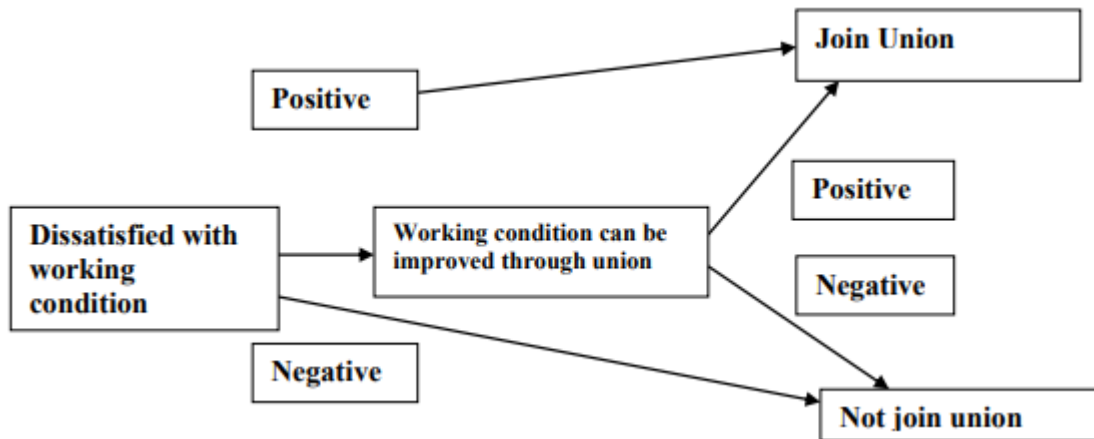 Join Union
Positive
Positive
Dissatisfied with
working
condition
Working condition can be
improved through union
Negative
Negative
Not join union